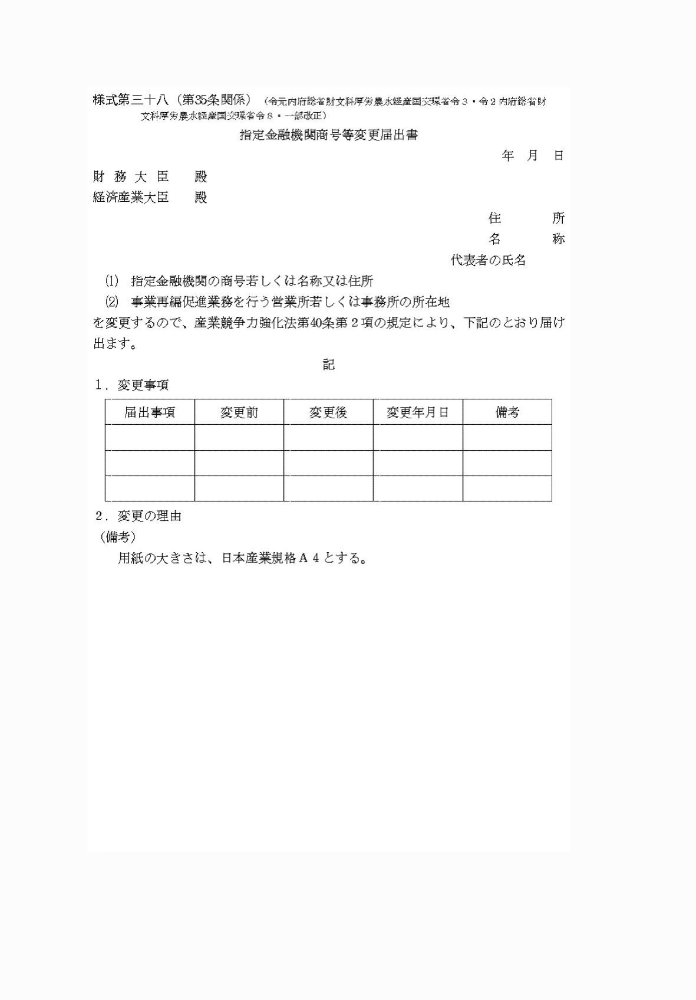 様式第三十八（第35条関係）（令元内府総省財文科厚労農水経産国交環省令３・令２内府総省財
文科厚労農水経産国交環省令８・一部改正）
指定金融機関商号等変更届出書
年　月　日
財務大臣　　殿
経済産業大臣　　殿
住　　　　所
名　　　　称
代表者の氏名
(1)　指定金融機関の商号若しくは名称又は住所
(2)　事業再編促進業務を行う営業所若しくは事務所の所在地
を変更するので、産業競争力強化法第40条第２項の規定により、下記のとおり届け
出ます。
記
１．変更事項
届出事項　変更前　変更後　変更年月日　備考
２．変更の理由
（備考）
用紙の大きさは、日本産業規格Ａ４とする。